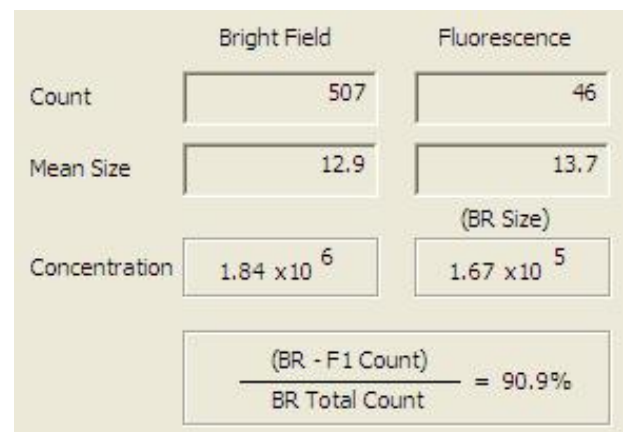 Bright Field Fluorescence
Count 507 46
Mean Size 12.9 13.7
(BR Size)
Concentration 1.84 x10 6 1.67 x10 5
(BR - F1 Count)
= 90.9%
BR Total Count